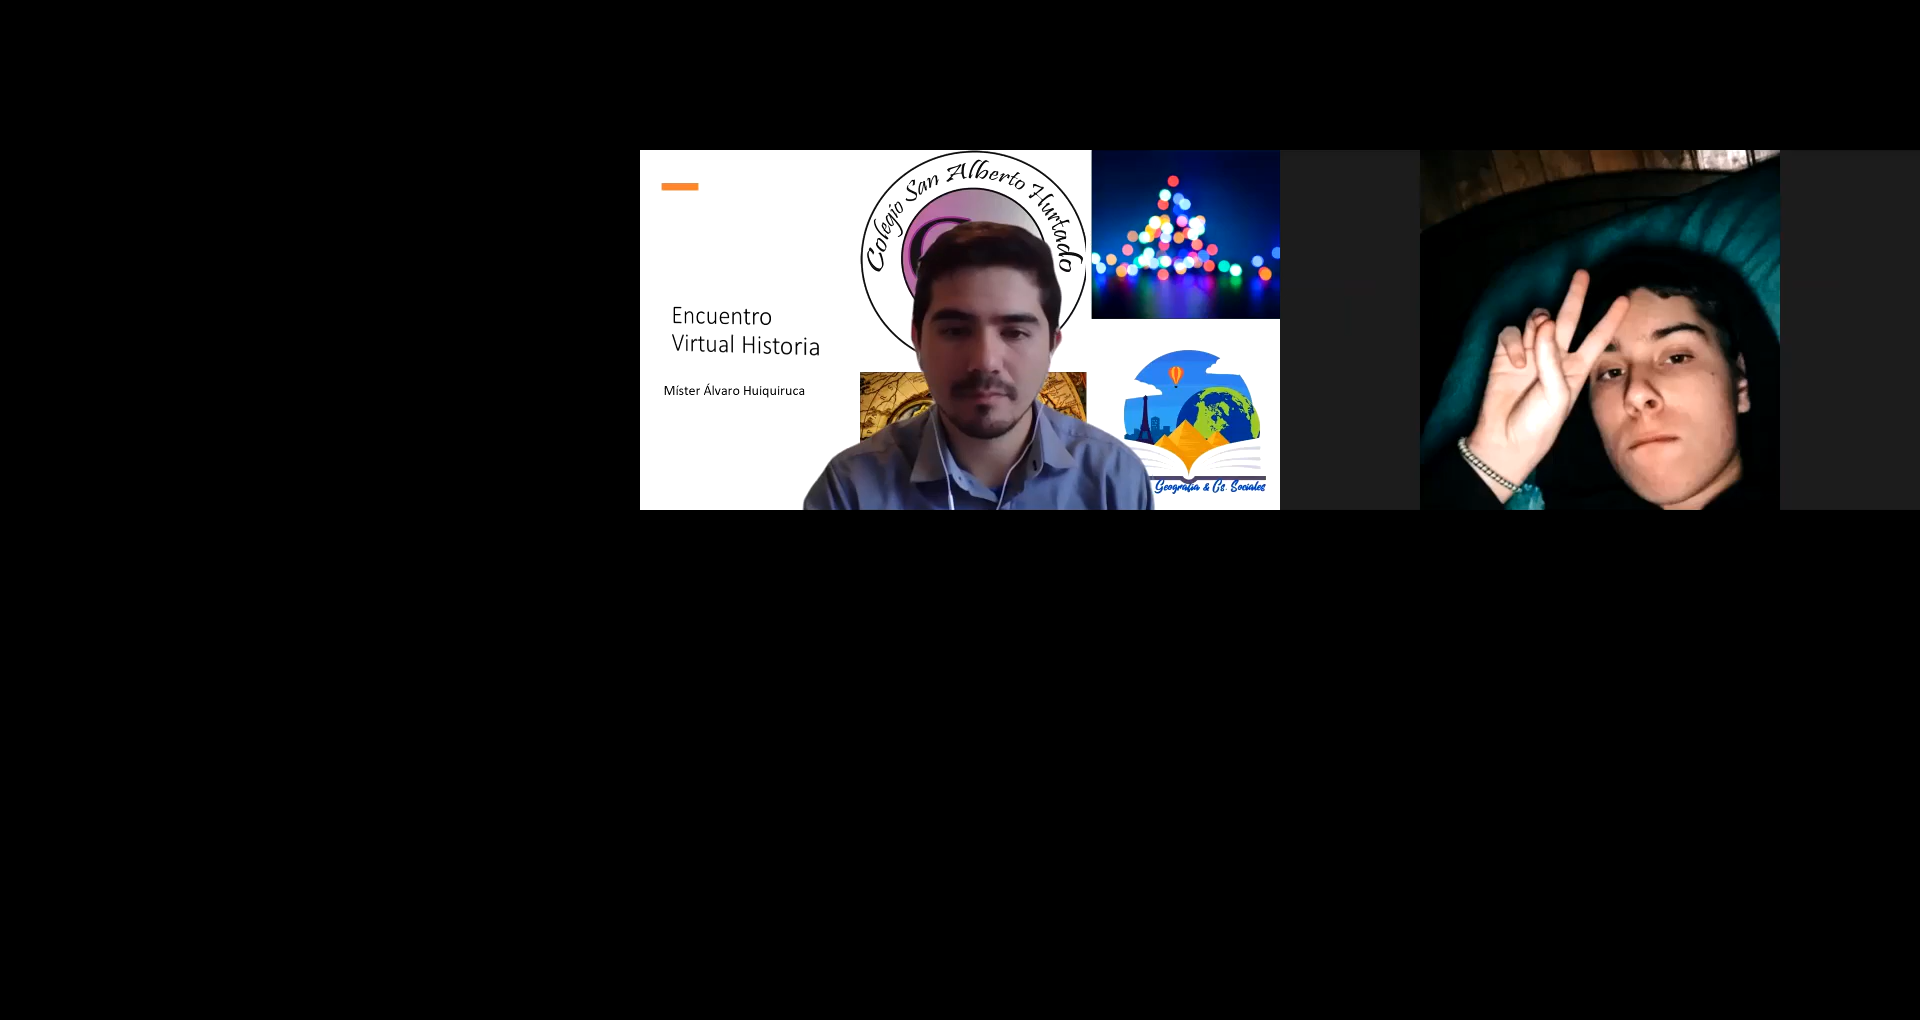 Colegio San Alberto Hurtado
Encuentro
Virtual Historia
Míster Álvaro Huiquiruca
Geografía & Cs. Sociales